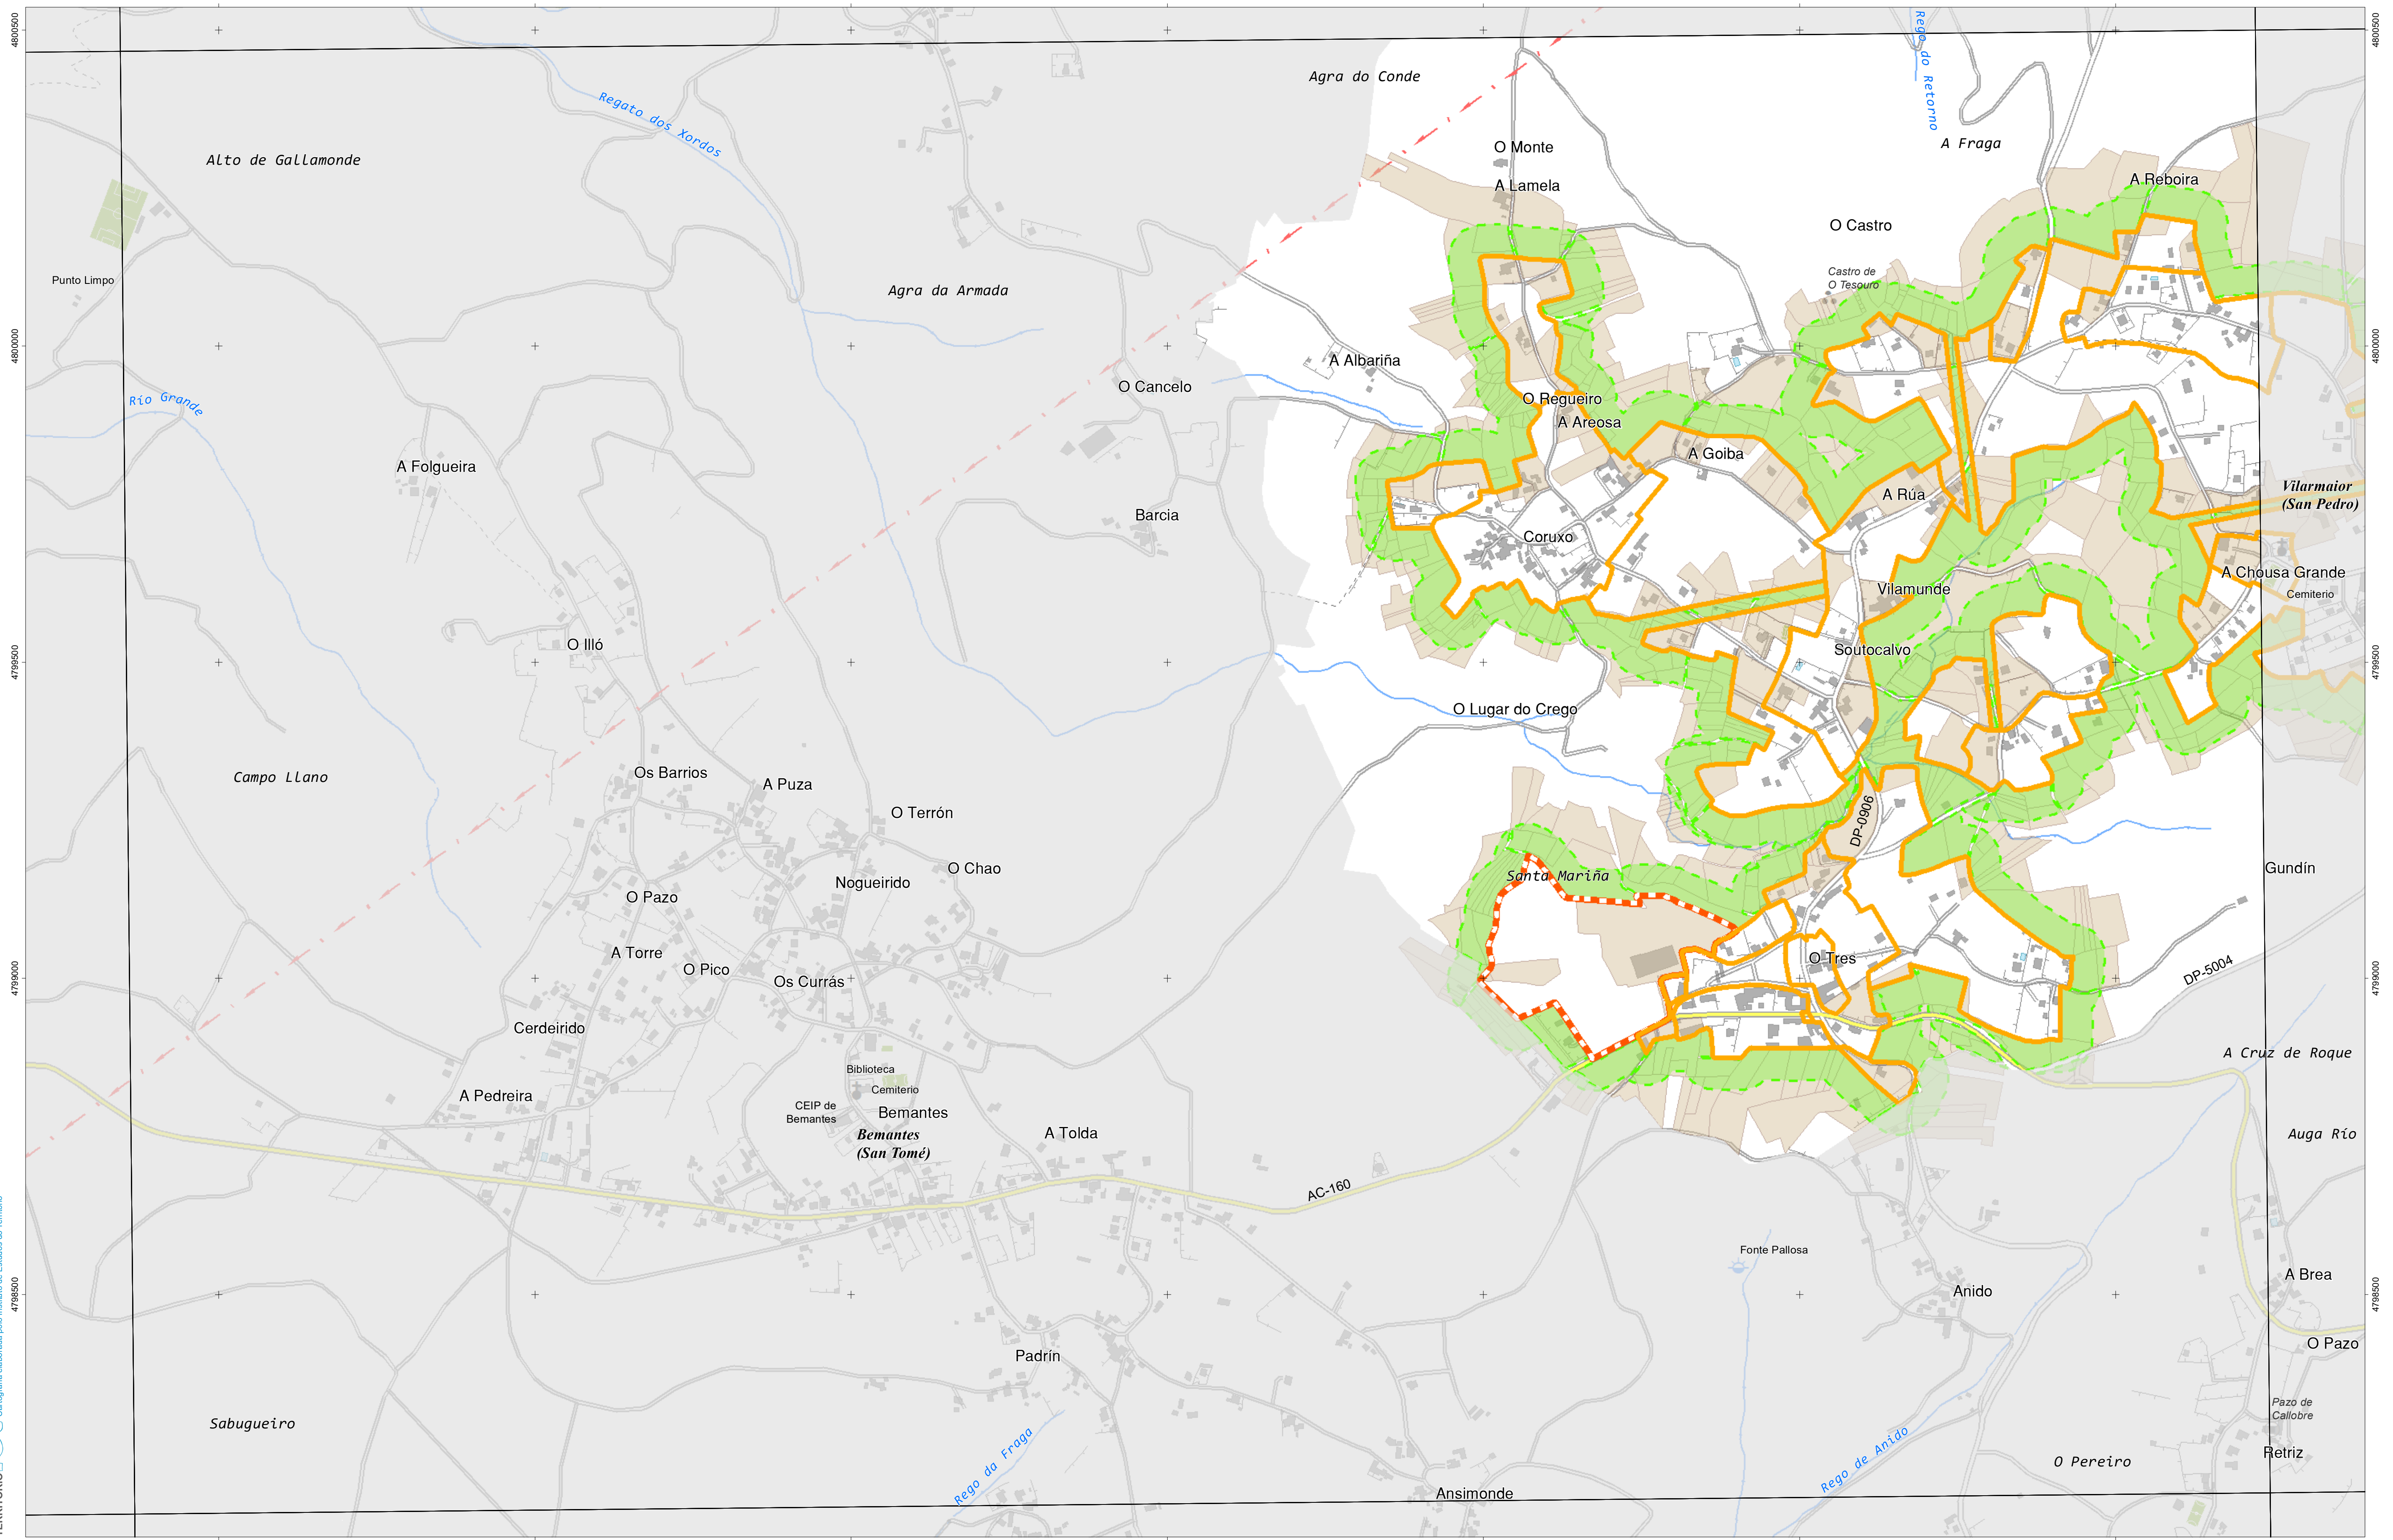 4800500
4800500
Rego do Retorno
Agra do Conde
Regato dos Xordos
A Fraga
O Monte
Alto de Gallamonde
A Reboira
A Lamela
O Castro
Castro de
O Tesouro
Punto Limpo
Agra da Armada
4800000
4800000
A Albariña
O Cancelo
Río Grande
O Regueiro
A Areosa
A Goiba
A Folgueira
Vilarmaior
(San Pedro)
A Rúa
Barcia
Coruxo
A Chousa Grande
Vilamunde
Cemiterio
O Illó
Soutocalvo
4799500
4799500
O Lugar do Crego
Os Barrios
Campo Llano
A Puza
O Terrón
DP-0906
O Chao
Gundín
Santa Mariña
Nogueirido
O Pazo
A Torre
O Tres
O Pico
DP-5004
Os Currás
4799000
4799000
Cerdeirido
A Cruz de Roque
Biblioteca
Cemiterio
A Pedreira
CEIP de
Bemantes
Bemantes
Bemantes
(San Tomé)
A Tolda
Auga Río
AC-160
Fonte Pallosa
A Brea
Anido
4798500
4798500
O Pazo
Padrín
Pazo de
Callobre
Sabugueiro
Rego da Fraga
Rego de Anido
Retriz
O Pereiro
Ansimonde